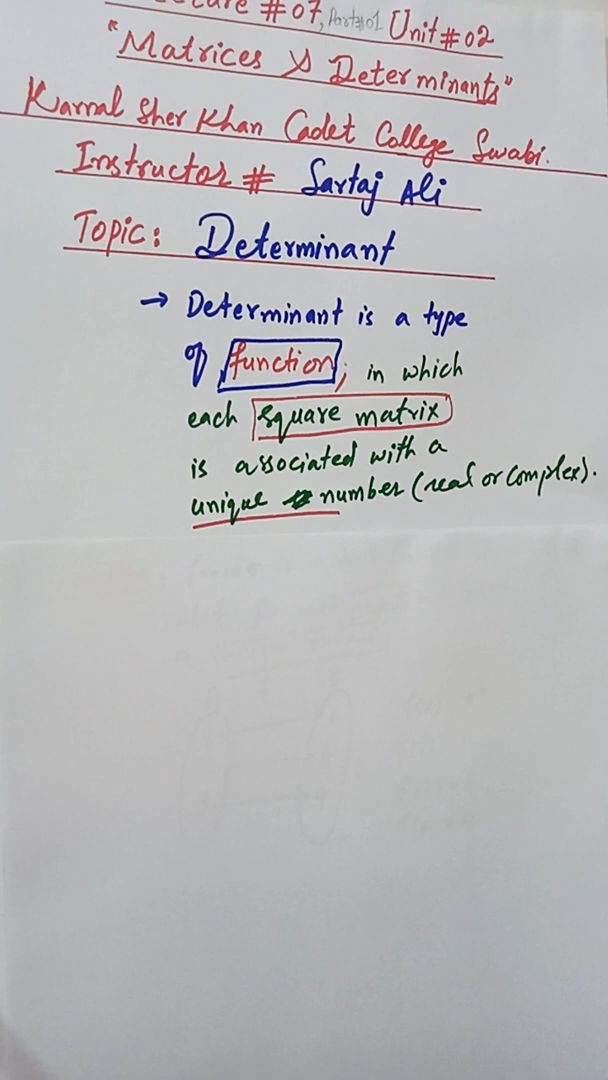 Lecture #07, Part#01 Unit#02
"Matrices & Determinants"
Karnal Sher Khan Cadet College Swabi.
Instructor # Sartaj Ali
Topic: Determinant
→ Determinant is a type
of function; in which
each square matrix
is associated with a
unique number (real or complex).